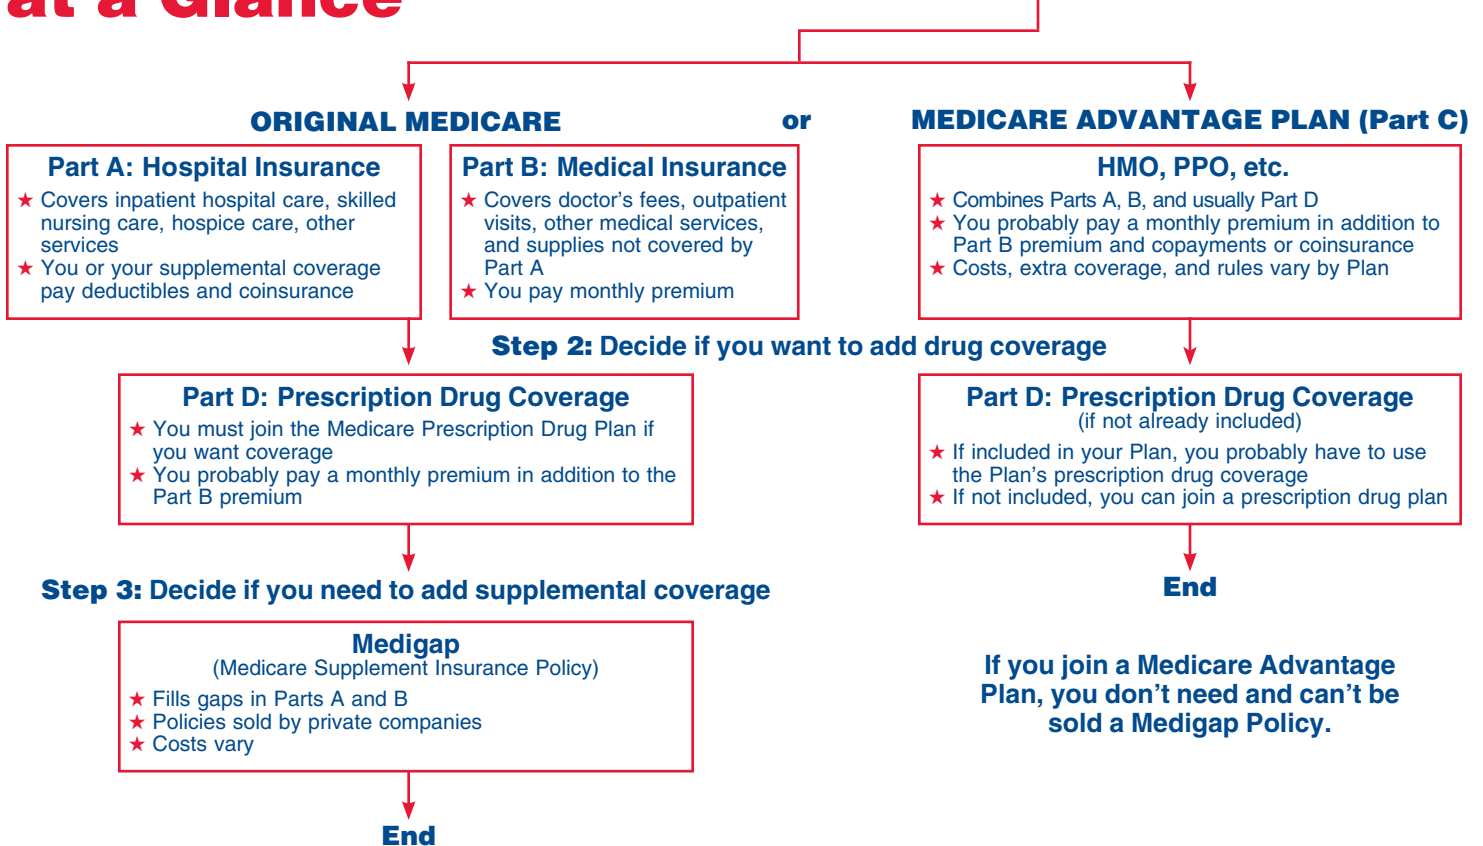 at a Glance
ORIGINAL MEDICARE
or
MEDICARE ADVANTAGE PLAN (Part C)
Part A: Hospital Insurance
★ Covers inpatient hospital care, skilled
nursing care, hospice care, other
services
★ You or your supplemental coverage
pay deductibles and coinsurance
Part B: Medical Insurance
★ Covers doctor’s fees, outpatient
visits, other medical services,
and supplies not covered by
Part A
★ You pay monthly premium
HMO, PPO, etc.
★ Combines Parts A, B, and usually Part D
★ You probably pay a monthly premium in addition to
Part B premium and copayments or coinsurance
★ Costs, extra coverage, and rules vary by Plan
Step 2: Decide if you want to add drug coverage
Part D: Prescription Drug Coverage
★ You must join the Medicare Prescription Drug Plan if
you want coverage
★ You probably pay a monthly premium in addition to the
Part B premium
Part D: Prescription Drug Coverage
(if not already included)
★ If included in your Plan, you probably have to use
the Plan’s prescription drug coverage
★ If not included, you can join a prescription drug plan
Step 3: Decide if you need to add supplemental coverage
End
Medigap
(Medicare Supplement Insurance Policy)
★ Fills gaps in Parts A and B
★ Policies sold by private companies
★ Costs vary
If you join a Medicare Advantage
Plan, you don’t need and can’t be
sold a Medigap Policy.
End